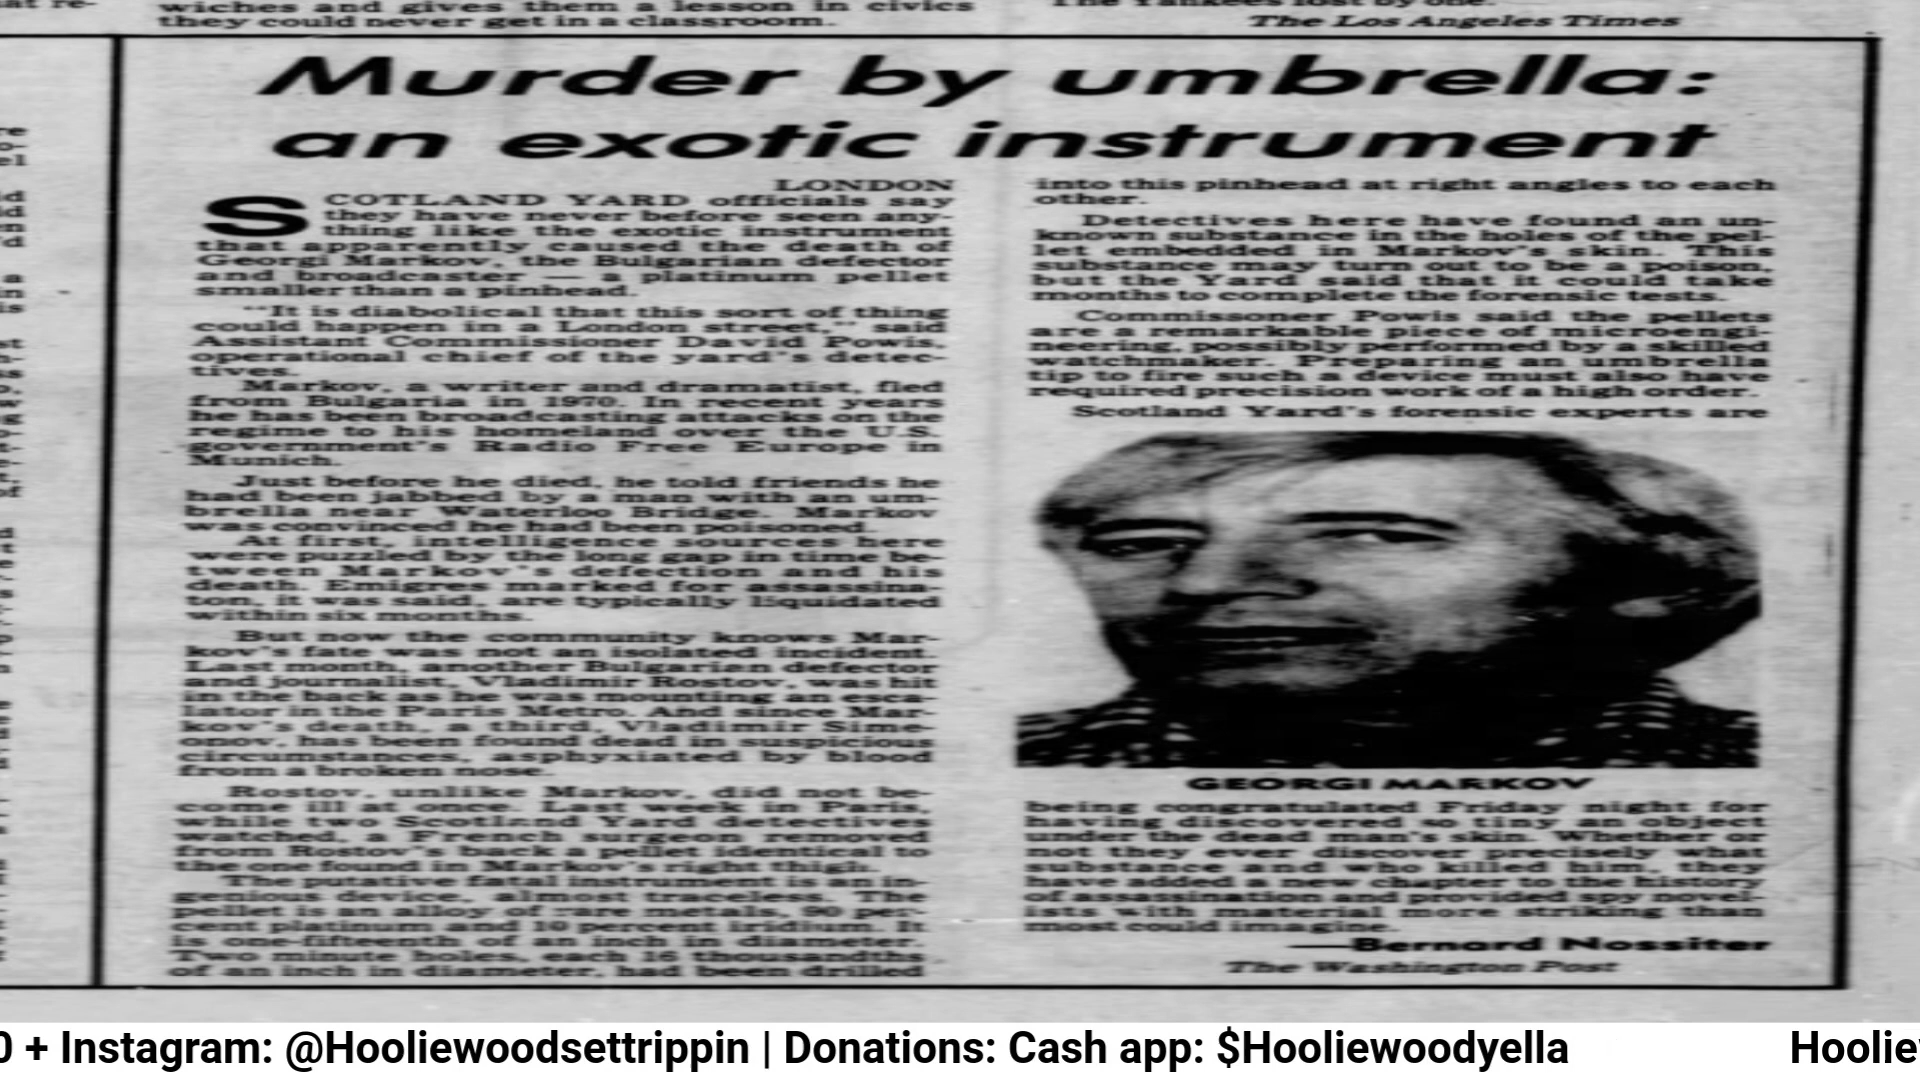 wiches and gives them a lesson in civics
they could never get in a classroom.
The Yankees lost by one.
The Los Angeles Times
Murder by umbrella:
an exotic instrument
LONDON
SCOTLAND YARD officials say
they have never before seen any-
thing like the exotic instrument
that apparently caused the death of
Georgi Markov, the Bulgarian defector
and broadcaster — a platinum pellet
smaller than a pinhead.
"It is diabolical that this sort of thing
could happen in a London street," said
Assistant Commissioner David Powis,
operational chief of the yard's detec-
tives.
Markov, a writer and dramatist, fled
from Bulgaria in 1970. In recent years
he has been broadcasting attacks on the
regime to his homeland over the U.S.
government's Radio Free Europe in
Munich.
Just before he died, he told friends he
had been jabbed by a man with an um-
brella near Waterloo Bridge. Markov
was convinced he had been poisoned.
At first, intelligence sources here
were puzzled by the long gap in time be-
tween Markov's defection and his
death. Emigres marked for assassina
tom, it was said, are typically liquidated
within six months.
But now the community knows Mar-
kov's fate was not an isolated incident.
Last month, another Bulgarian defector
and journalist, Vladimir Rostov, was hit
in the back as he was mounting an esca-
lator in the Paris Metro. And since Mar-
kov's death, a third, Vladimir Sime-
onov, has been found dead in suspicious
circumstances, asphyxiated by blood
from a broken nose.
Rostov, unlike Markov, did not be-
come ill at once. Last week in Paris,
while two Scotland Yard detectives
watched, a French surgeon removed
from Rostov's back a pellet identical to
the one found in Markov's right thigh.
The putative fatal instrument is an in-
genious device, almost traceless. The
pellet is an alloy of rare metals, 90 per-
cent platinum and 10 percent iridium. It
is one-fifteenth of an inch in diameter.
Two minute holes, each 16 thousandths
of an inch in diameter, had been drilled
into this pinhead at right angles to each
other.
Detectives here have found an un-
known substance in the holes of the pel-
let embedded in Markov's skin. This
substance may turn out to be a poison,
but the Yard said that it could take
months to complete the forensic tests.
Commissoner Powis said the pellets
are a remarkable piece of microengi-
neering, possibly performed by a skilled
watchmaker. Preparing an umbrella
tip to fire such a device must also have
required precision work of a high order.
Scotland Yard's forensic experts are
GEORGI MARKOV
being congratulated Friday night for
having discovered so tiny an object
under the dead man's skin. Whether or
not they ever discover precisely what
substance and who killed him, they
have added a new chapter to the history
of assassination and provided spy novel-
ists with material more striking than
most could imagine.
—Bernard Nossiter
The Washington Post
0 + Instagram: @Hooliewoodsettrippin | Donations: Cash app: $Hooliewoodyella